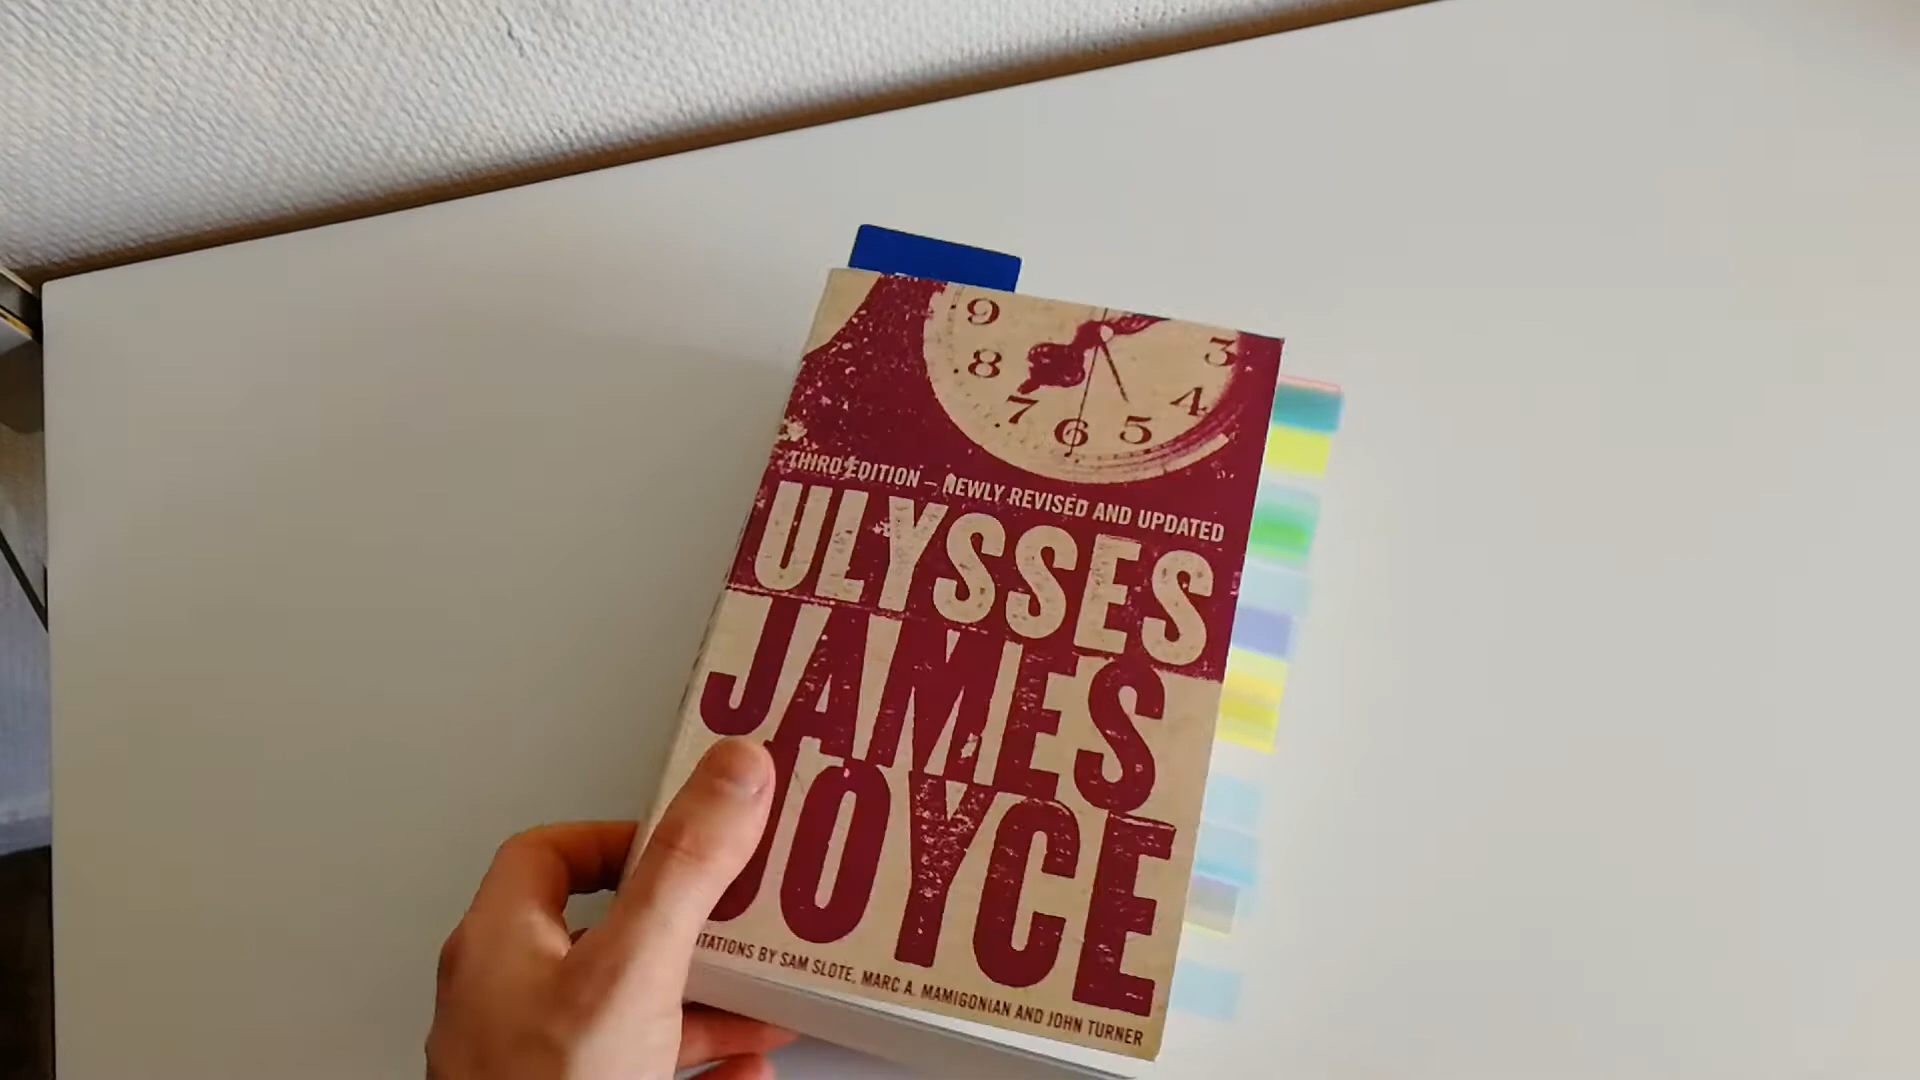 9
3
8
4
7
5
6
THIRD EDITION – NEWLY REVISED AND UPDATED
ULYSSES
JAMES
JOYCE
BY SAM SLOTE, MARC A. MAMIGONIAN AND JOHN TURNER